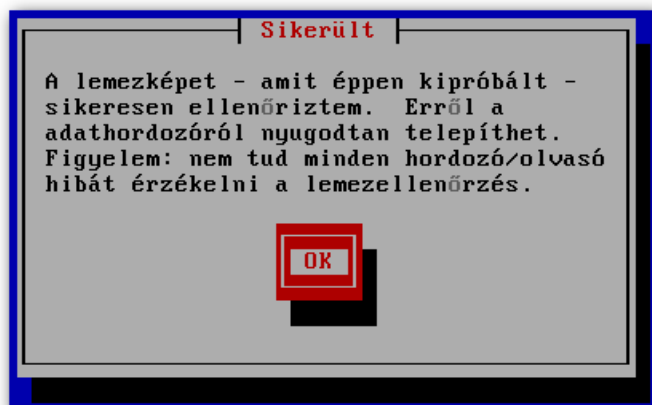 Sikerült
A lemezképet - amit éppen kipróbált -
sikeresen ellenőriztem.  Erről a
adathordozóról nyugodtan telepíthet.
Figyelem: nem tud minden hordozó/olvasó
hibát érzékelni a lemezellenőrzés.
OK